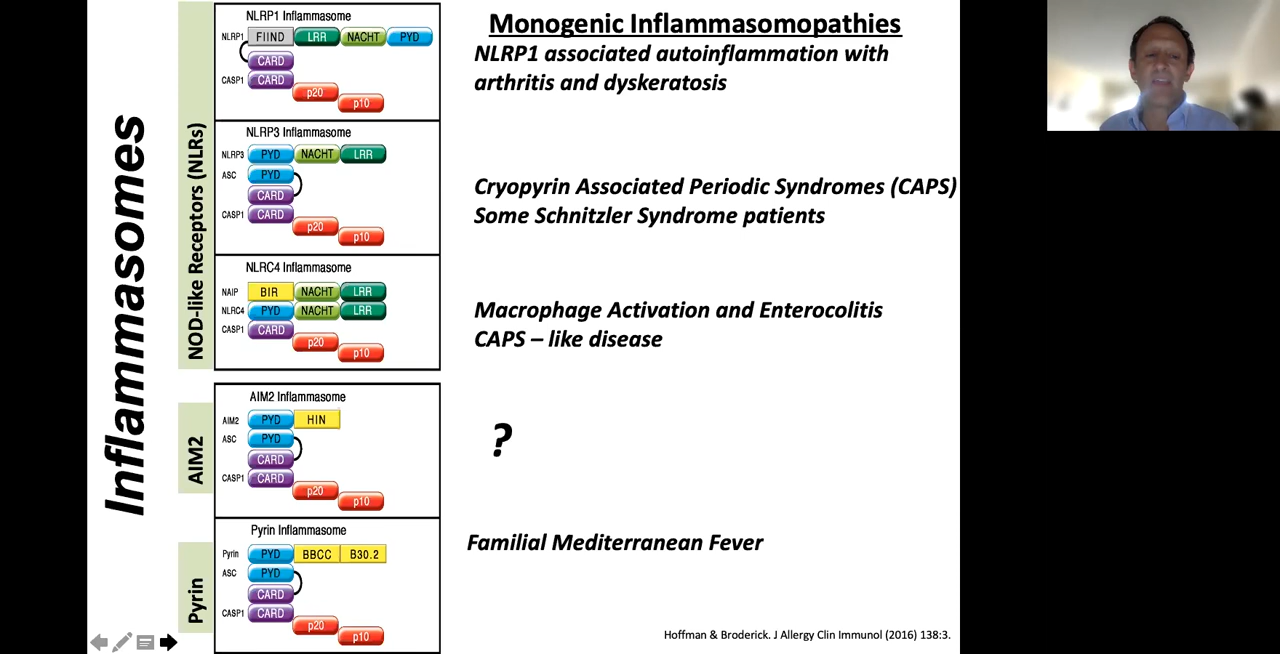 Inflammasomes
NOD-like Receptors (NLRs)
NLRP1 Inflammasome
NLRP1 FIIND LRR NACHT PYD
CARD
CASP1 CARD
p20
p10
NLRP3 Inflammasome
NLRP3 PYD NACHT LRR
ASC PYD
CARD
CASP1 CARD
p20
p10
NLRC4 Inflammasome
NAIP BIR NACHT LRR
NLRC4 PYD NACHT LRR
CASP1 CARD
p20
p10
AIM2
AIM2 Inflammasome
AIM2 PYD HIN
ASC PYD
CARD
CASP1 CARD
p20
p10
Pyrin
Pyrin Inflammasome
Pyrin PYD BBCC B30.2
ASC PYD
CARD
CASP1 CARD
p20
p10
Monogenic Inflammasomopathies
NLRP1 associated autoinflammation with
arthritis and dyskeratosis
Cryopyrin Associated Periodic Syndromes (CAPS)
Some Schnitzler Syndrome patients
Macrophage Activation and Enterocolitis
CAPS – like disease
?
Familial Mediterranean Fever
Hoffman & Broderick. J Allergy Clin Immunol (2016) 138:3.